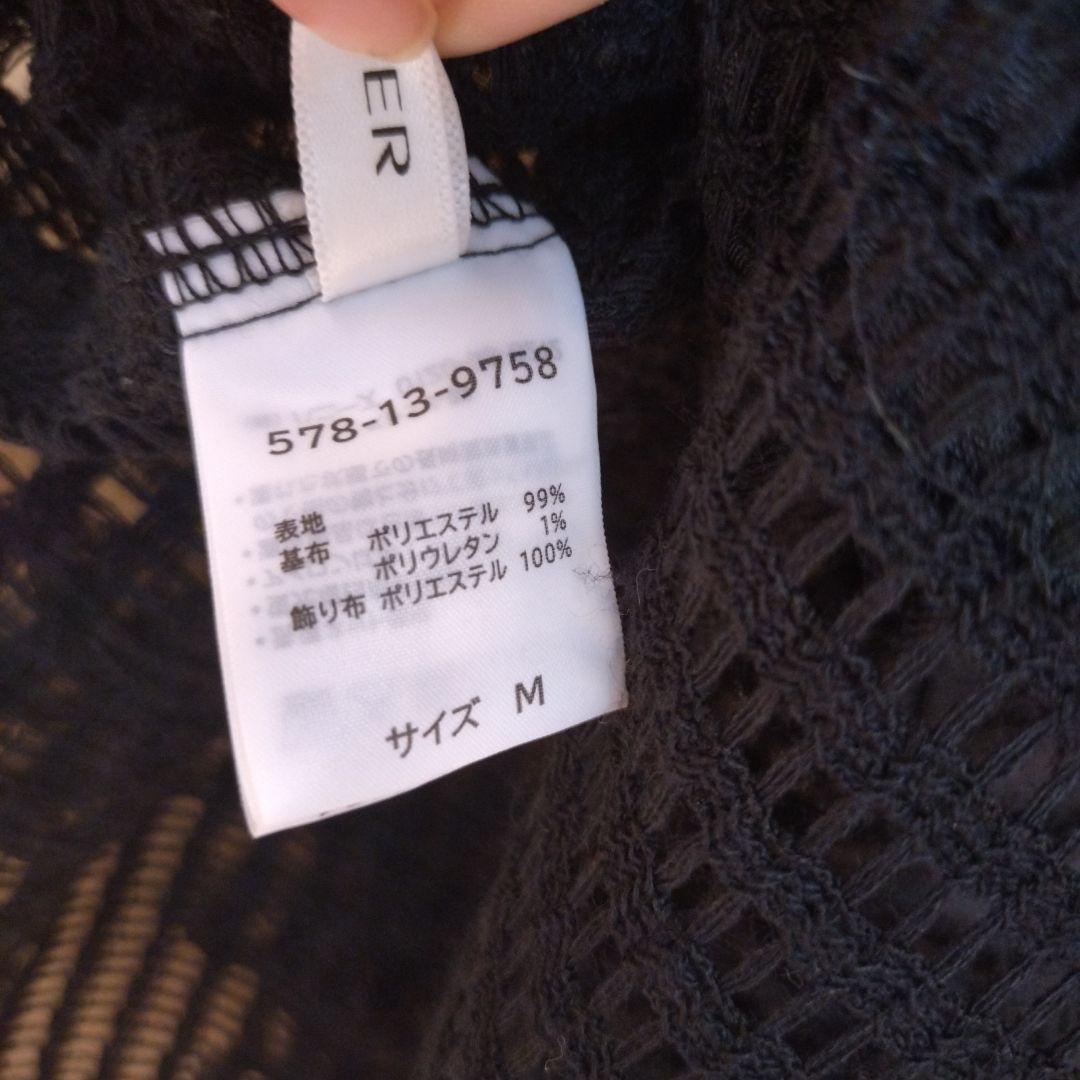 ER
578-13-9758
表地
基布 ポリエステル 99%
ポリウレタン 1%
飾り布 ポリエステル 100%
サイズ M